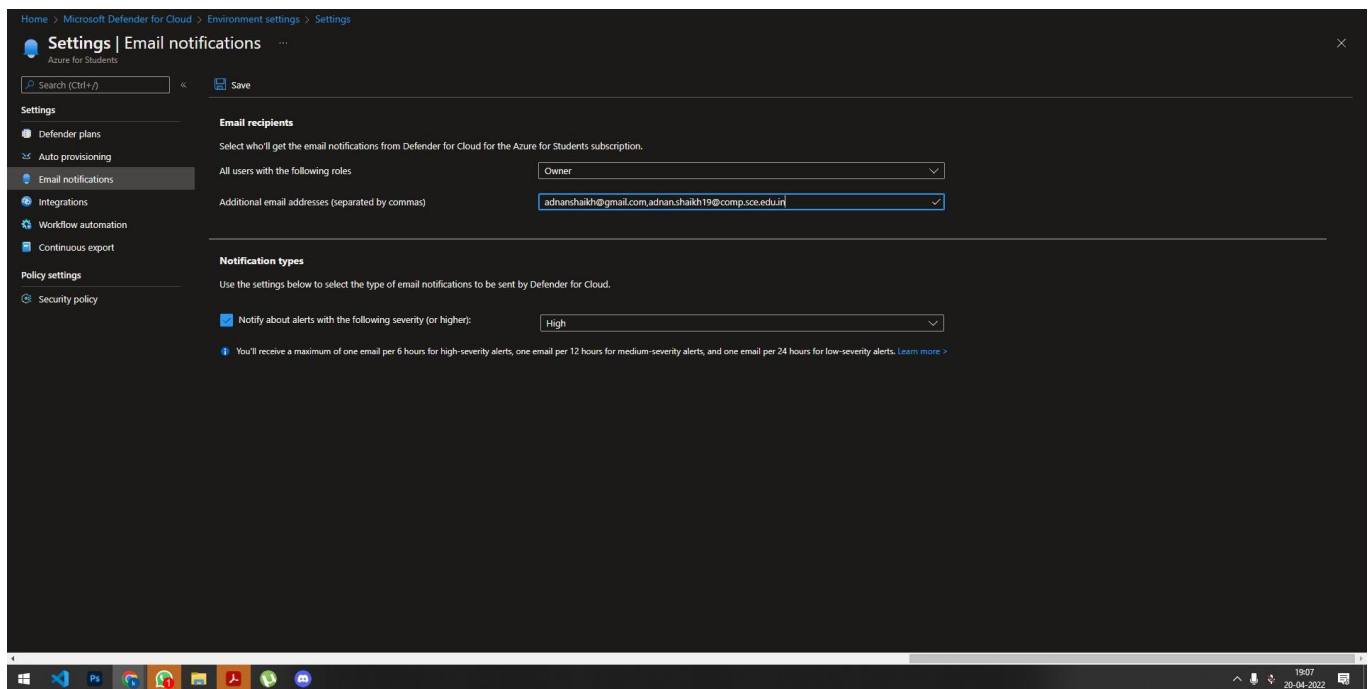 Home > Microsoft Defender for Cloud > Environment settings > Settings
Settings | Email notifications ...
Azure for Students
Search (Ctrl+/) «
Save
Settings
Defender plans
Auto provisioning
Email notifications
Integrations
Workflow automation
Continuous export
Policy settings
Security policy
Email recipients
Select who'll get the email notifications from Defender for Cloud for the Azure for Students subscription.
All users with the following roles Owner
Additional email addresses (separated by commas) adnanshaikh@gmail.com,adnan.shaikh19@comp.sce.edu.in
Notification types
Use the settings below to select the type of email notifications to be sent by Defender for Cloud.
Notify about alerts with the following severity (or higher): High
You'll receive a maximum of one email per 6 hours for high-severity alerts, one email per 12 hours for medium-severity alerts, and one email per 24 hours for low-severity alerts. Learn more >
Ps
1
19:07
20-04-2022